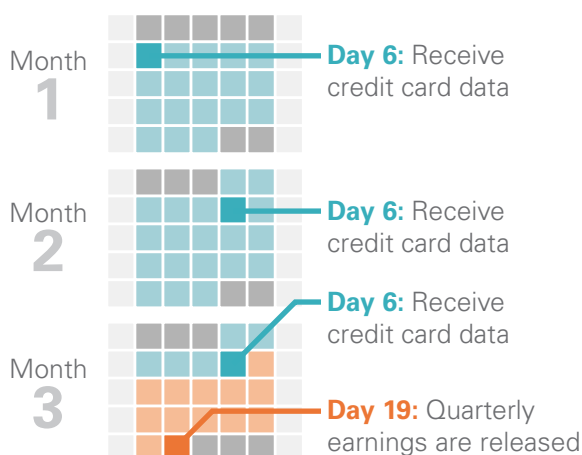 Month
1
Day 6: Receive
credit card data
Month
2
Day 6: Receive
credit card data
Day 6: Receive
credit card data
Month
3
Day 19: Quarterly
earnings are released